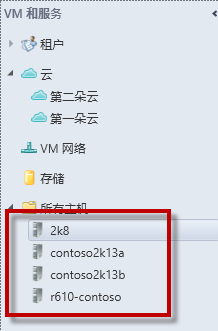 VM 和服务
租户
云
第二朵云
第一朵云
VM 网络
存储
所有主机
2k8
contoso2k13a
contoso2k13b
r610-contoso